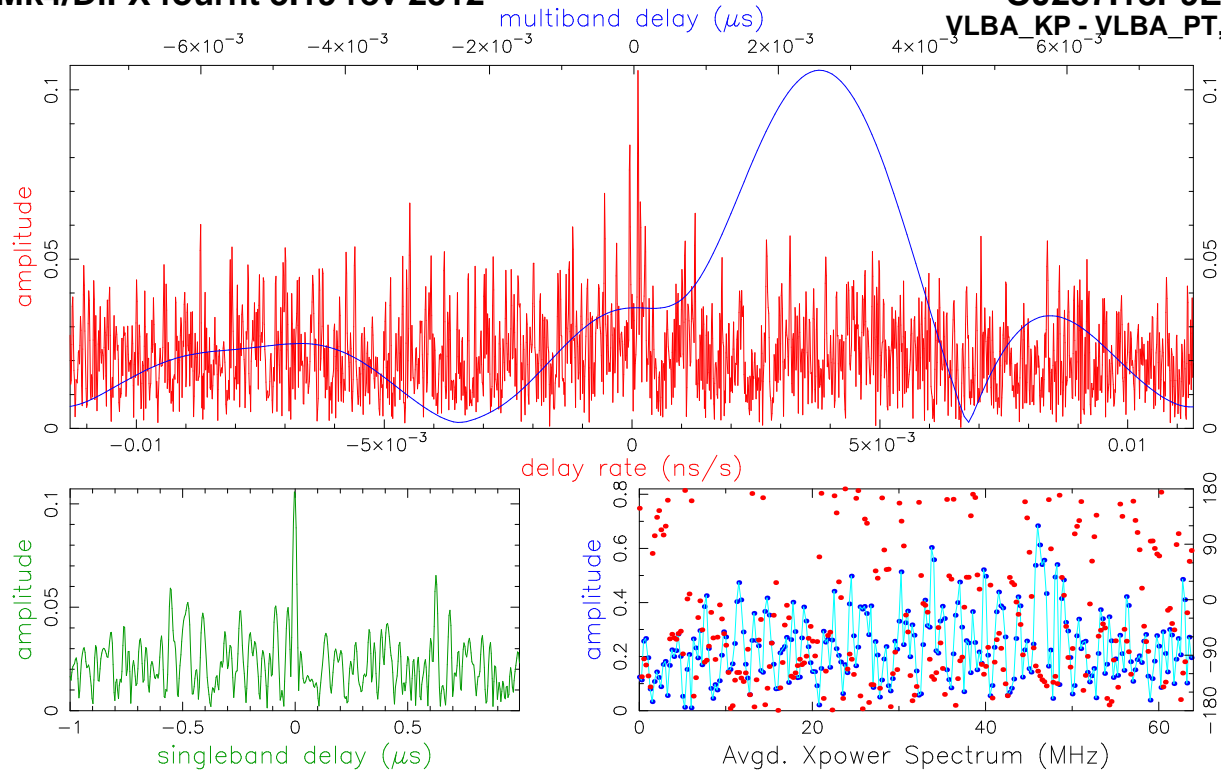 multiband delay (μs)
VLBA_KP - VLBA_PT,
−6×10⁻³ −4×10⁻³ −2×10⁻³ 0 2×10⁻³ 4×10⁻³ 6×10⁻³
amplitude
0 0.05 0.1
0 0.05 0.1
−0.01 −5×10⁻³ 0 5×10⁻³ 0.01
delay rate (ns/s)
amplitude
0 0.05 0.1
−1 −0.5 0 0.5
singleband delay (μs)
amplitude
0 0.2 0.4 0.6 0.8
180 90 0 90 −180
0 20 40 60
Avgd. Xpower Spectrum (MHz)